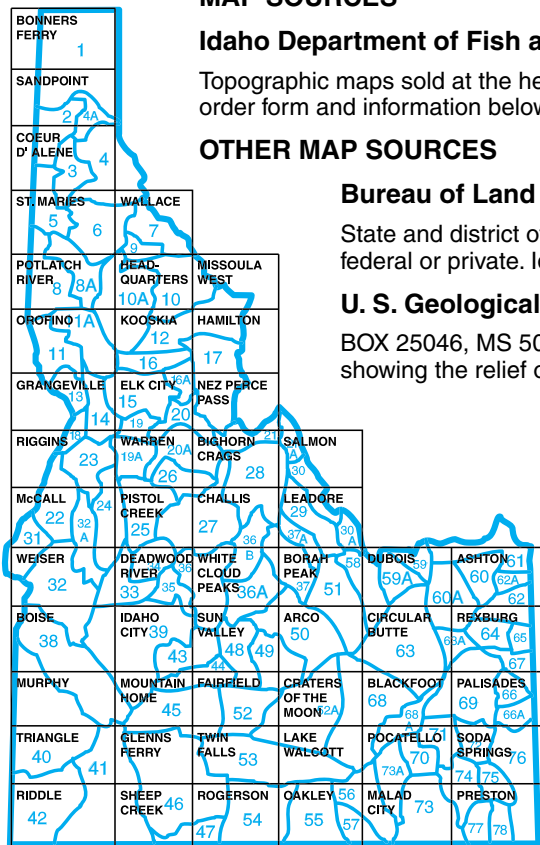 MAP SOURCES
Idaho Department of Fish a
Topographic maps sold at the he
order form and information below
OTHER MAP SOURCES
Bureau of Land
State and district of
federal or private. I
U. S. Geological
BOX 25046, MS 50
showing the relief o
BONNERS
FERRY
1
SANDPOINT
2 4A
COEUR
D' ALENE
3 4
ST. MARIES WALLACE
5 6 7
9
POTLATCH HEAD- MISSOULA
RIVER QUARTERS WEST
8 8A 10A 10
OROFINO 1A KOOSKIA HAMILTON
11 12 16 17
GRANGEVILLE ELK CITY 16A NEZ PERCE
PASS
13 14 15 19 20
RIGGINS 18 WARREN BIGHORN 21 SALMON
CRAGS
23 19A 20A 26 28 A 30
McCALL PISTOL CHALLIS LEADORE
CREEK
22 24 32 A 31 25 27 36 B 29 37A 30 A
WEISER DEADWOOD WHITE BORAH DUBOIS 59 ASHTON 61
RIVER CLOUD PEAK
PEAKS
32 33 34 35 36 36A 37 51 58 59A 60 62A 60A 62
BOISE IDAHO SUN ARCO CIRCULAR REXBURG
CITY VALLEY BUTTE
38 39 43 44 48 49 50 63 63A 64 65 67
MURPHY MOUNTAIN FAIRFIELD CRATERS BLACKFOOT PALISADES
HOME OF THE
MOON
45 52 52A 68 68 A 69 66 66A
TRIANGLE GLENNS TWIN LAKE POCATELLO 71 SODA
FERRY FALLS WALCOTT SPRINGS
40 41 53 73A 70 74 75 76
RIDDLE SHEEP ROGERSON OAKLEY MALAD PRESTON
CREEK CITY
42 46 47 54 55 56 57 73 77 78